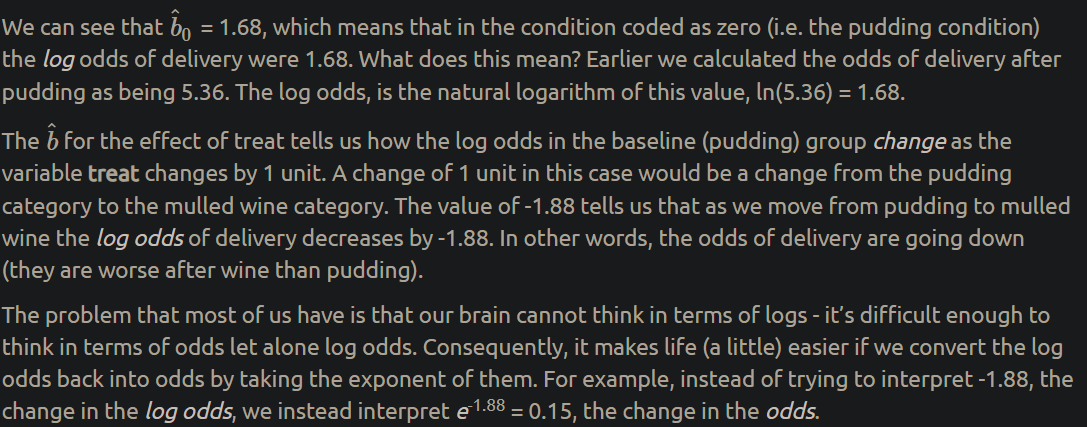 We can see that b̂₀ = 1.68, which means that in the condition coded as zero (i.e. the pudding condition)
the log odds of delivery were 1.68. What does this mean? Earlier we calculated the odds of delivery after
pudding as being 5.36. The log odds, is the natural logarithm of this value, ln(5.36) = 1.68.
The b̂ for the effect of treat tells us how the log odds in the baseline (pudding) group change as the
variable treat changes by 1 unit. A change of 1 unit in this case would be a change from the pudding
category to the mulled wine category. The value of -1.88 tells us that as we move from pudding to mulled
wine the log odds of delivery decreases by -1.88. In other words, the odds of delivery are going down
(they are worse after wine than pudding).
The problem that most of us have is that our brain cannot think in terms of logs - it’s difficult enough to
think in terms of odds let alone log odds. Consequently, it makes life (a little) easier if we convert the log
odds back into odds by taking the exponent of them. For example, instead of trying to interpret -1.88, the
change in the log odds, we instead interpret e⁻¹·⁸⁸ = 0.15, the change in the odds.